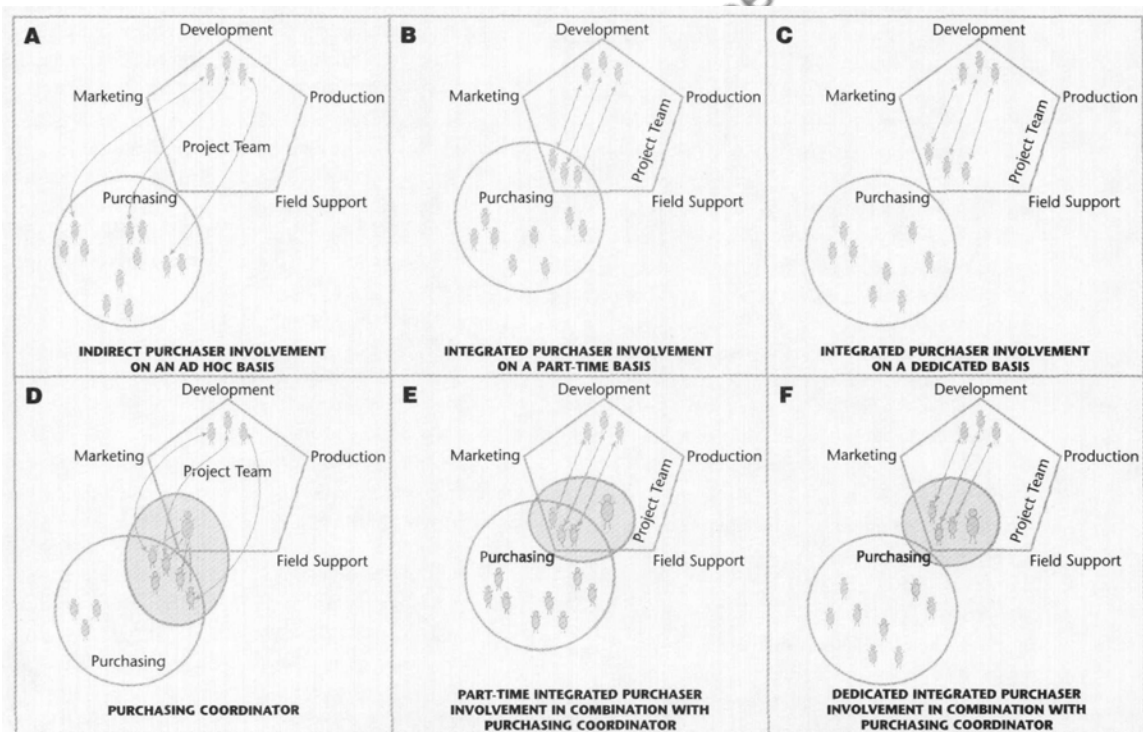 A
Development
Marketing
Production
Project Team
Purchasing
Field Support
INDIRECT PURCHASER INVOLVEMENT
ON AN AD HOC BASIS
B
Development
Marketing
Production
Project Team
Purchasing
Field Support
INTEGRATED PURCHASER INVOLVEMENT
ON A PART-TIME BASIS
C
Development
Marketing
Production
Project Team
Purchasing
Field Support
INTEGRATED PURCHASER INVOLVEMENT
ON A DEDICATED BASIS
D
Development
Marketing
Production
Project Team
Field Support
Purchasing
PURCHASING COORDINATOR
E
Development
Marketing
Production
Project Team
Purchasing
Field Support
PART-TIME INTEGRATED PURCHASER
INVOLVEMENT IN COMBINATION WITH
PURCHASING COORDINATOR
F
Development
Marketing
Production
Project Team
Purchasing
Field Support
DEDICATED INTEGRATED PURCHASER
INVOLVEMENT IN COMBINATION WITH
PURCHASING COORDINATOR